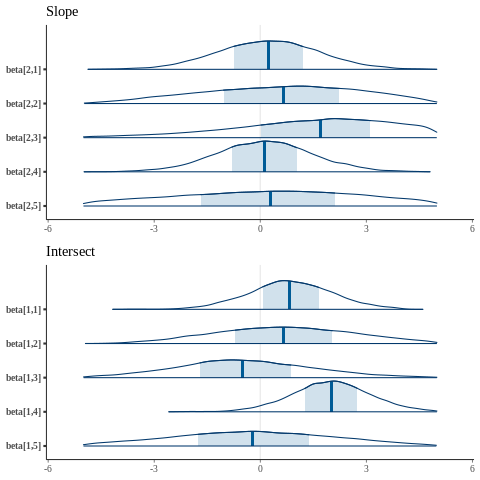 Slope
beta[2,1]
beta[2,2]
beta[2,3]
beta[2,4]
beta[2,5]
-6 -3 0 3 6
Intersect
beta[1,1]
beta[1,2]
beta[1,3]
beta[1,4]
beta[1,5]
-6 -3 0 3 6